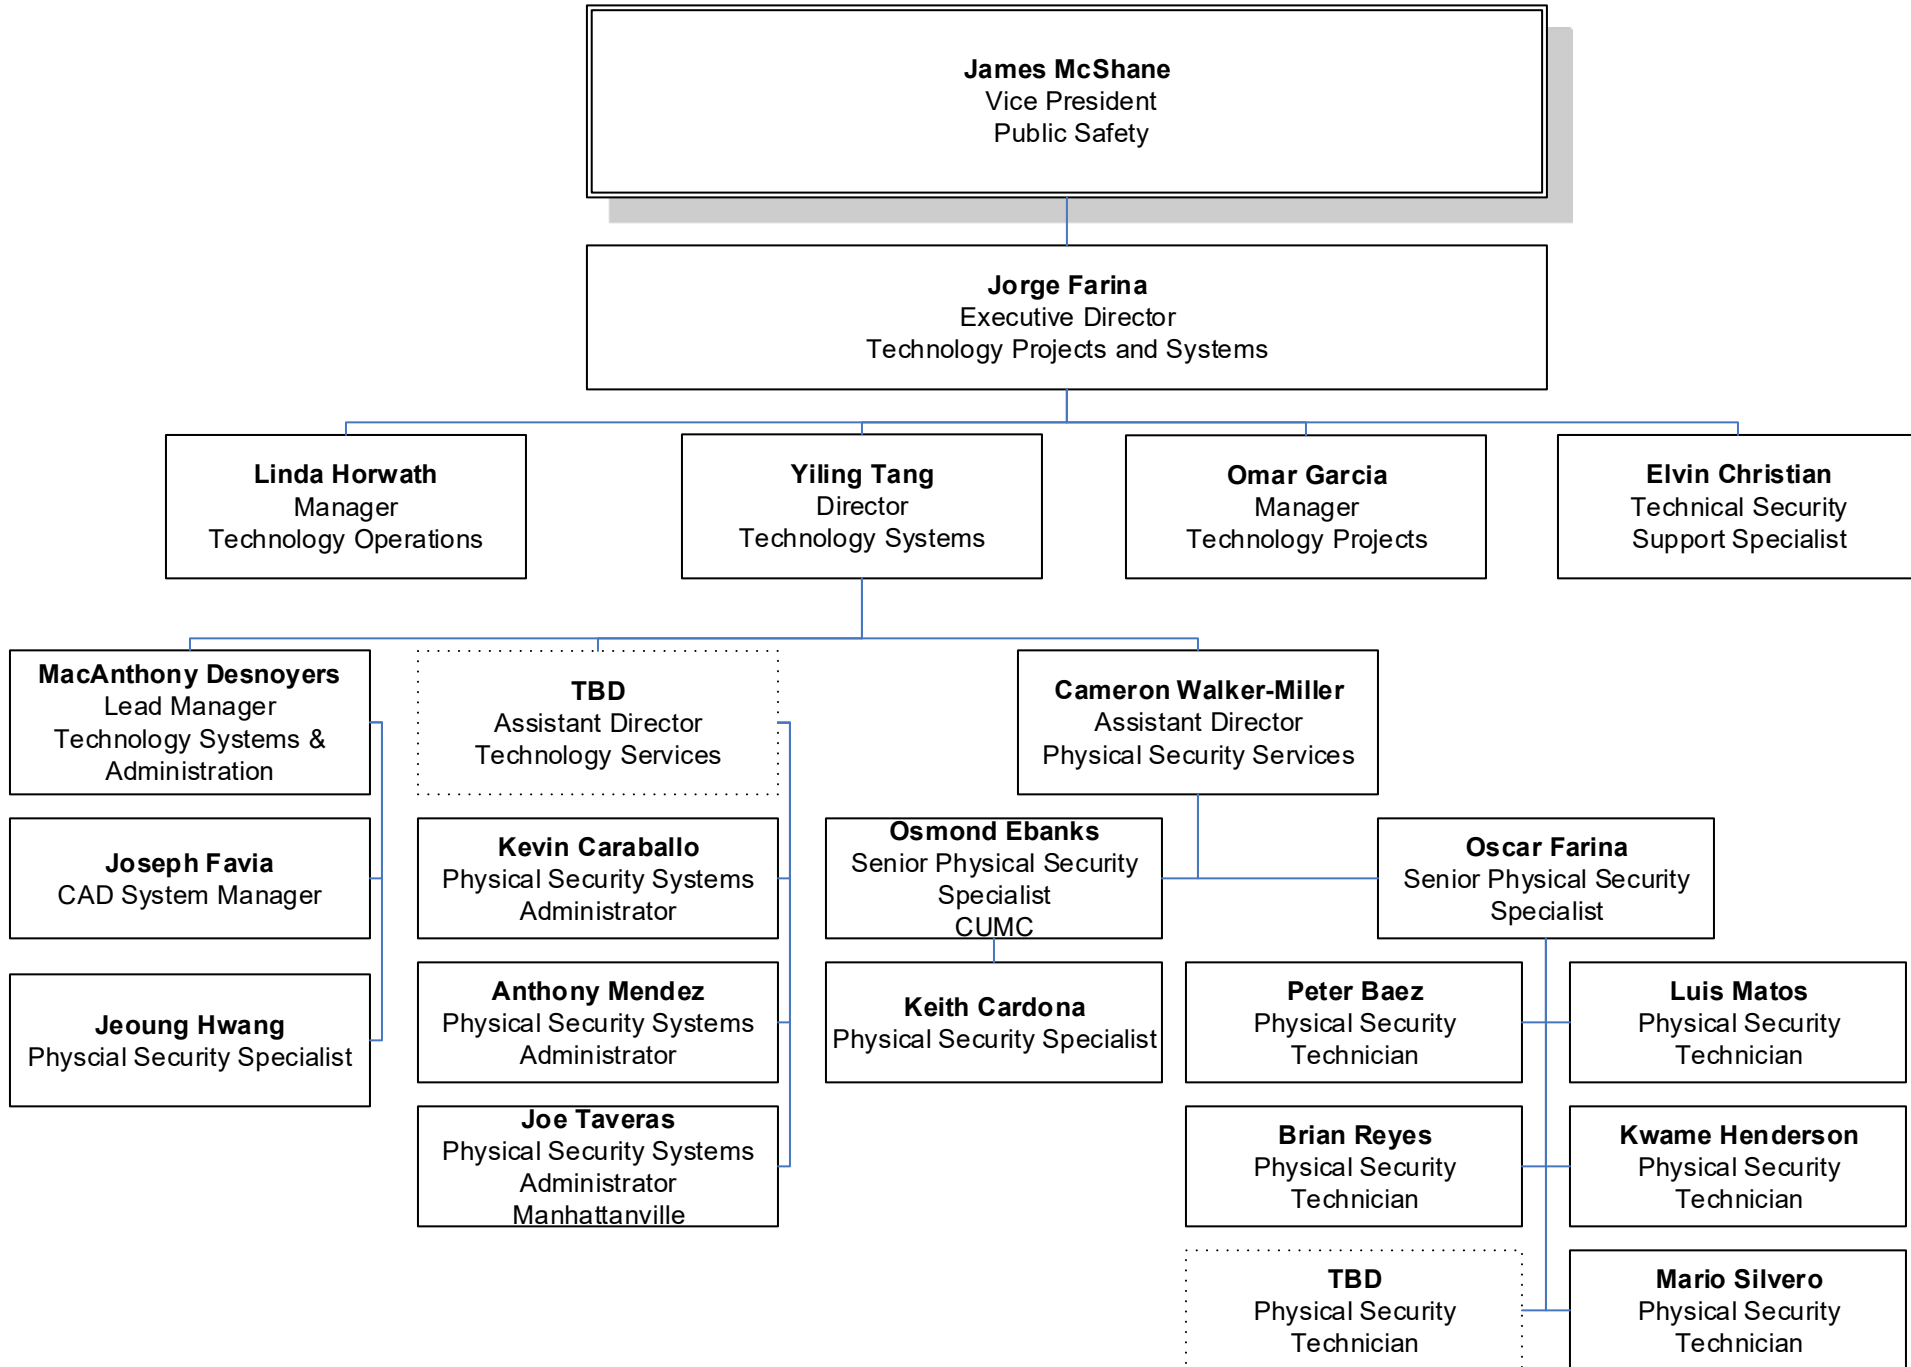 James McShane
Vice President
Public Safety
Jorge Farina
Executive Director
Technology Projects and Systems
Linda Horwath
Manager
Technology Operations
Yiling Tang
Director
Technology Systems
Omar Garcia
Manager
Technology Projects
Elvin Christian
Technical Security
Support Specialist
MacAnthony Desnoyers
Lead Manager
Technology Systems &
Administration
TBD
Assistant Director
Technology Services
Cameron Walker-Miller
Assistant Director
Physical Security Services
Joseph Favia
CAD System Manager
Kevin Caraballo
Physical Security Systems
Administrator
Osmond Ebanks
Senior Physical Security
Specialist
CUMC
Oscar Farina
Senior Physical Security
Specialist
Jeoung Hwang
Physcial Security Specialist
Anthony Mendez
Physical Security Systems
Administrator
Keith Cardona
Physical Security Specialist
Peter Baez
Physical Security
Technician
Luis Matos
Physical Security
Technician
Joe Taveras
Physical Security Systems
Administrator
Manhattanville
Brian Reyes
Physical Security
Technician
Kwame Henderson
Physical Security
Technician
TBD
Physical Security
Technician
Mario Silvero
Physical Security
Technician